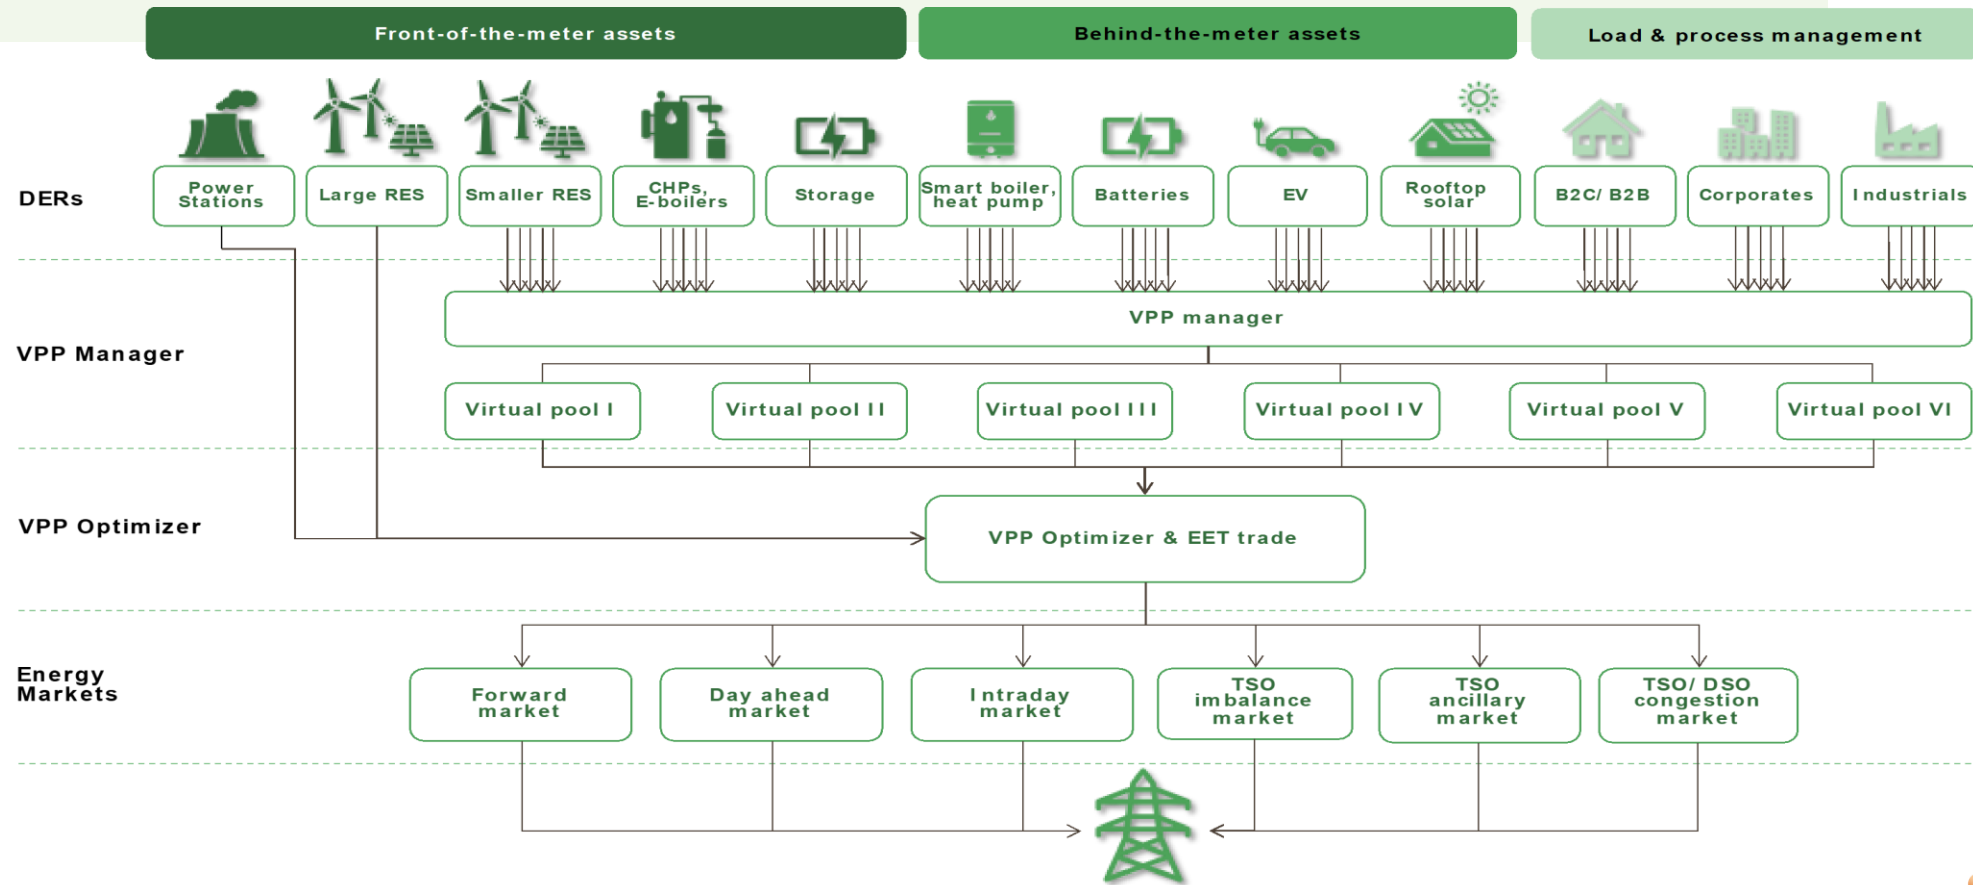 Front-of-the-meter assets
Behind-the-meter assets
Load & process management
DERs
Power
Stations
Large RES
Smaller RES
CHPs,
E-boilers
Storage
Smart boiler,
heat pump
Batteries
EV
Rooftop
solar
B2C/ B2B
Corporates
Industrials
VPP Manager
VPP manager
Virtual pool I
Virtual pool II
Virtual pool III
Virtual pool IV
Virtual pool V
Virtual pool VI
VPP Optimizer
VPP Optimizer & EET trade
Energy
Markets
Forward
market
Day ahead
market
Intraday
market
TSO
imbalance
market
TSO
ancillary
market
TSO/ DSO
congestion
market